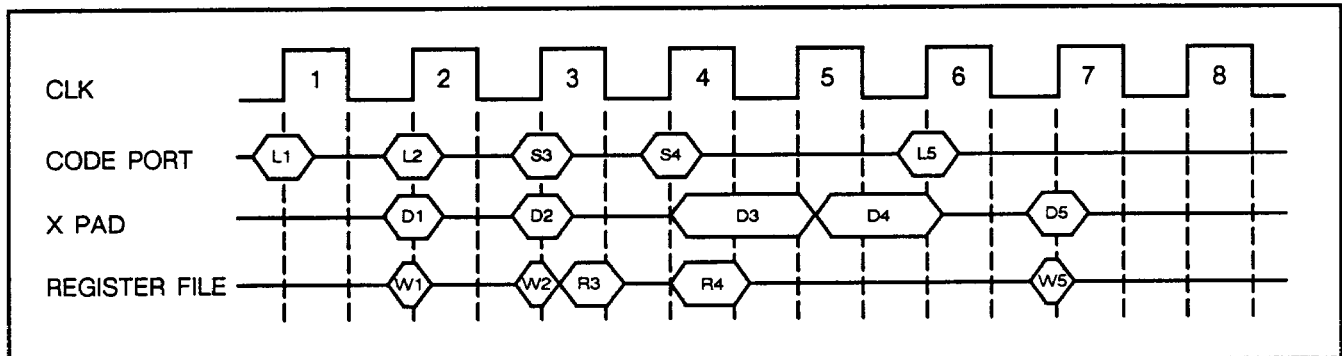 CLK 1 2 3 4 5 6 7 8
CODE PORT L1 L2 S3 S4 L5
X PAD D1 D2 D3 D4 D5
REGISTER FILE W1 W2 R3 R4 W5